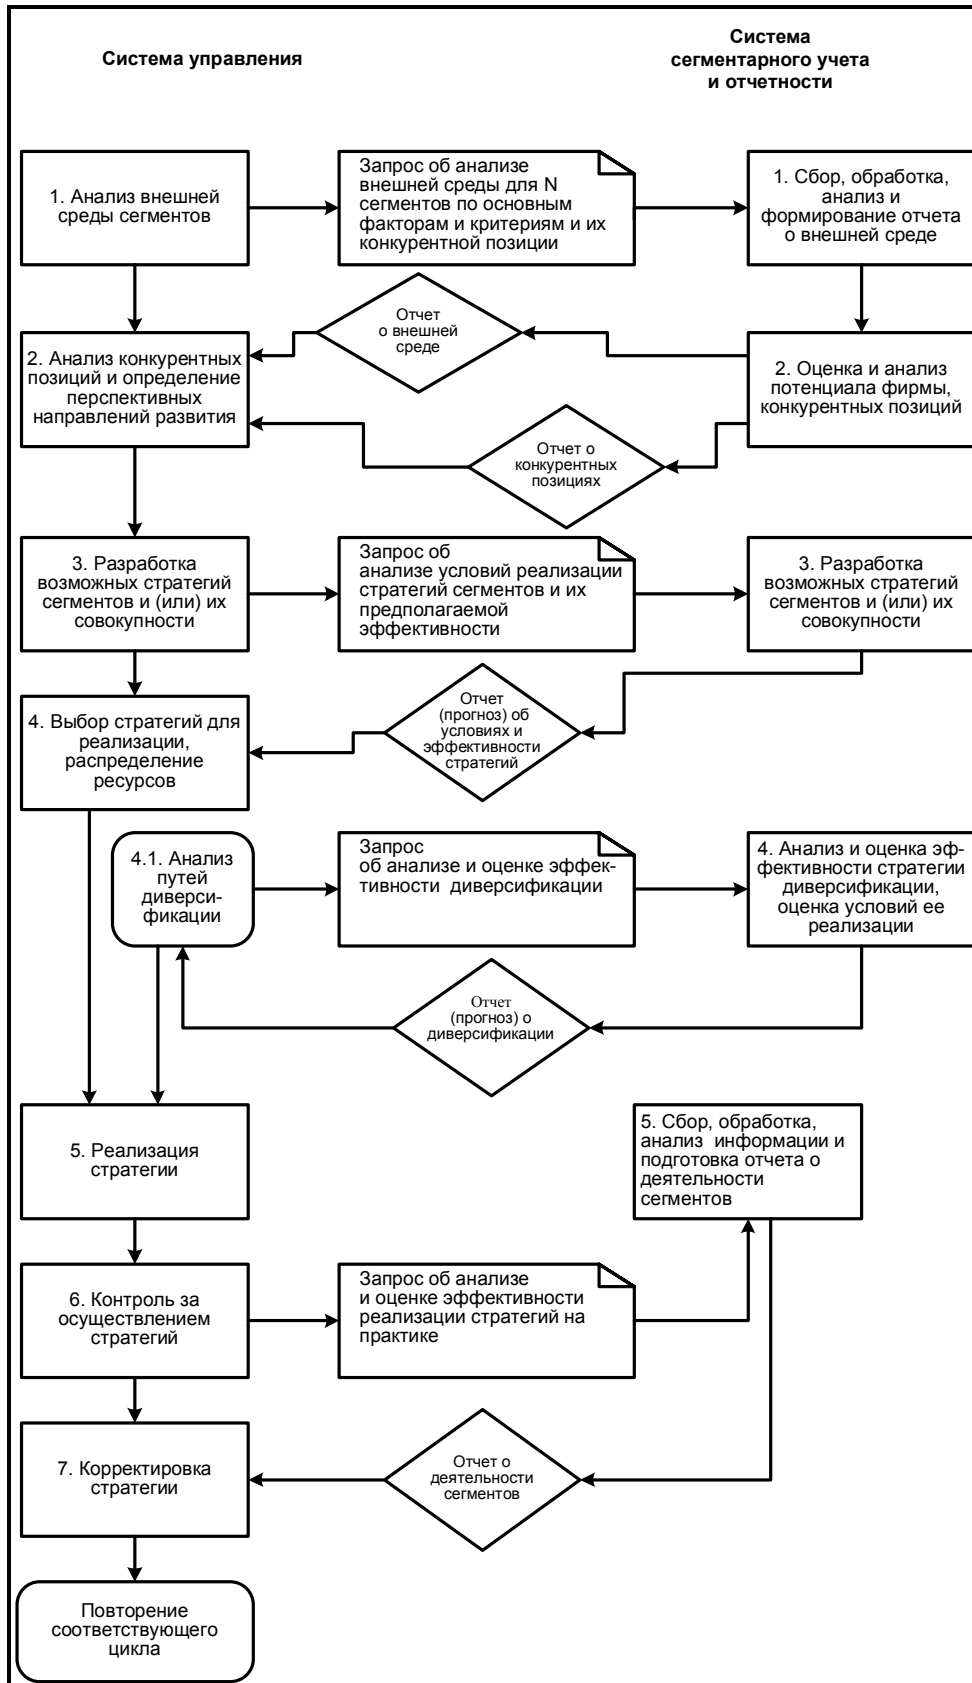 Система управления
Система
сегментарного учета
и отчетности
1. Анализ внешней
среды сегментов
Запрос об анализе
внешней среды для N
сегментов по основным
факторам и критериям и их
конкурентной позиции
1. Сбор, обработка,
анализ и
формирование отчета
о внешней среде
Отчет
о внешней
среде
2. Анализ конкурентных
позиций и определение
перспективных
направлений развития
2. Оценка и анализ
потенциала фирмы,
конкурентных позиций
Отчет о
конкурентных
позициях
3. Разработка
возможных стратегий
сегментов и (или) их
совокупности
Запрос об
анализе условий реализации
стратегий сегментов и их
предполагаемой
эффективности
3. Разработка
возможных стратегий
сегментов и (или) их
совокупности
4. Выбор стратегий для
реализации,
распределение
ресурсов
Отчет
(прогноз) об
условиях и
эффективности
стратегий
4.1. Анализ
путей
диверси-
фикации
Запрос
об анализе и оценке эффек-
тивности диверсификации
4. Анализ и оценка эф-
фективности стратегии
диверсификации,
оценка условий ее
реализации
Отчет
(прогноз) о
диверсификации
5. Реализация
стратегии
5. Сбор, обработка,
анализ информации и
подготовка отчета о
деятельности
сегментов
6. Контроль за
осуществлением
стратегий
Запрос об анализе
и оценке эффективности
реализации стратегий на
практике
7. Корректировка
стратегии
Отчет о
деятельности
сегментов
Повторение
соответствующего
цикла